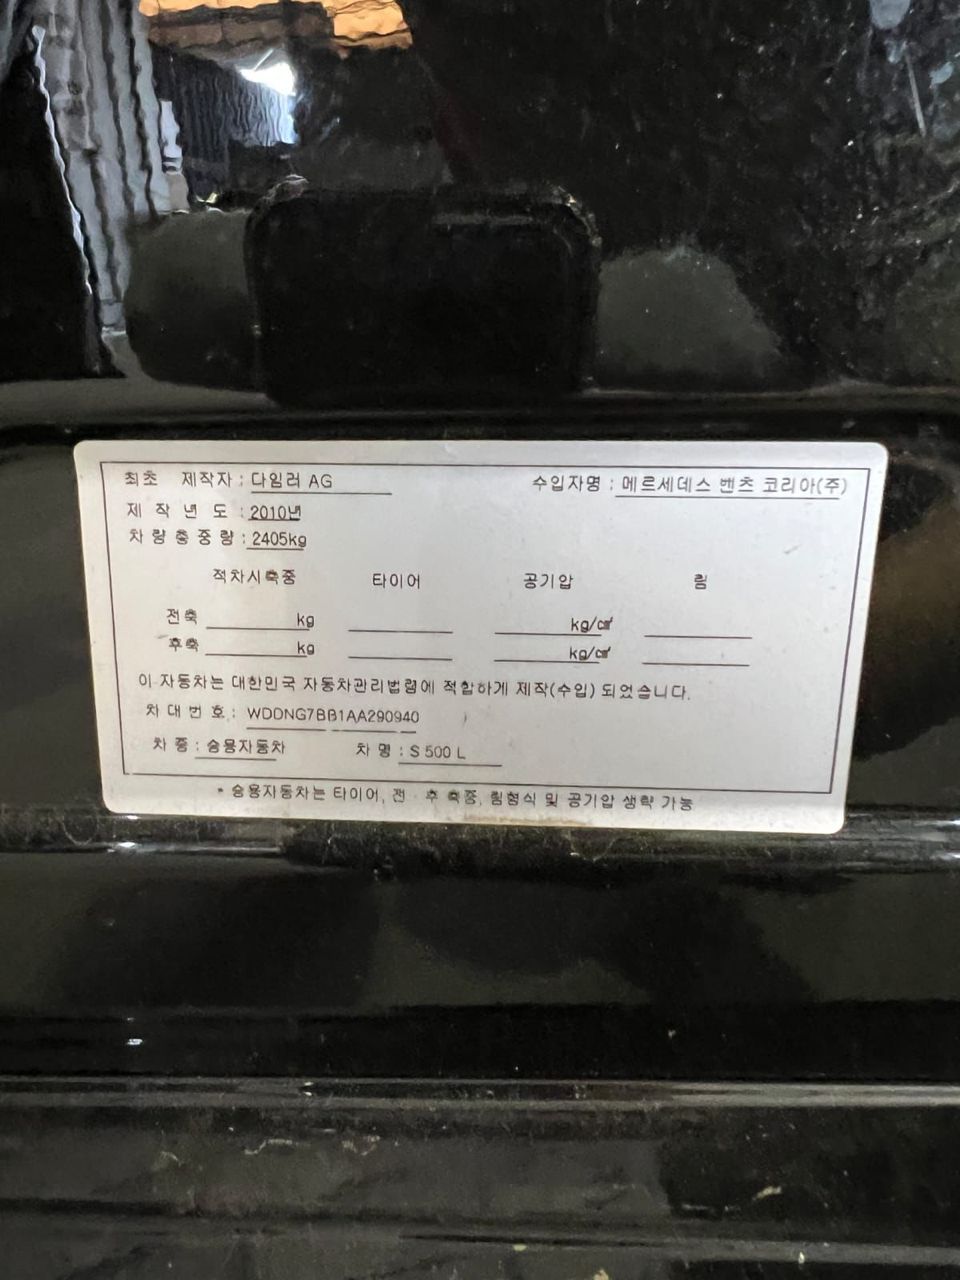 최초 제작자 : 다임러 AG 수입자명 : 메르세데스 벤츠 코리아(주)
제 작 년 도 : 2010년
차 량 총 중 량 : 2405kg
적차시축중 타이어 공기압 림
전축 kg kg/㎠
후축 kg kg/㎠
이 자동차는 대한민국 자동차관리법령에 적합하게 제작(수입) 되었습니다.
차 대 번 호 : WDDNG7BB1AA290940
차 종 : 승용자동차 차 명 : S 500 L
* 승용자동차는 타이어, 전 · 후 축중, 림형식 및 공기압 생략 가능